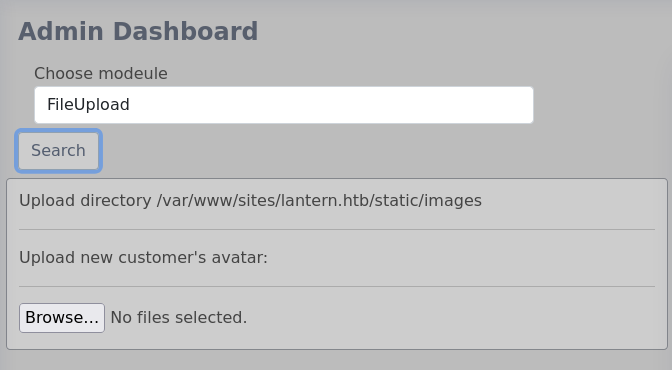 Admin Dashboard
Choose modeule
FileUpload
Search
Upload directory /var/www/sites/lantern.htb/static/images
Upload new customer's avatar:
Browse... No files selected.